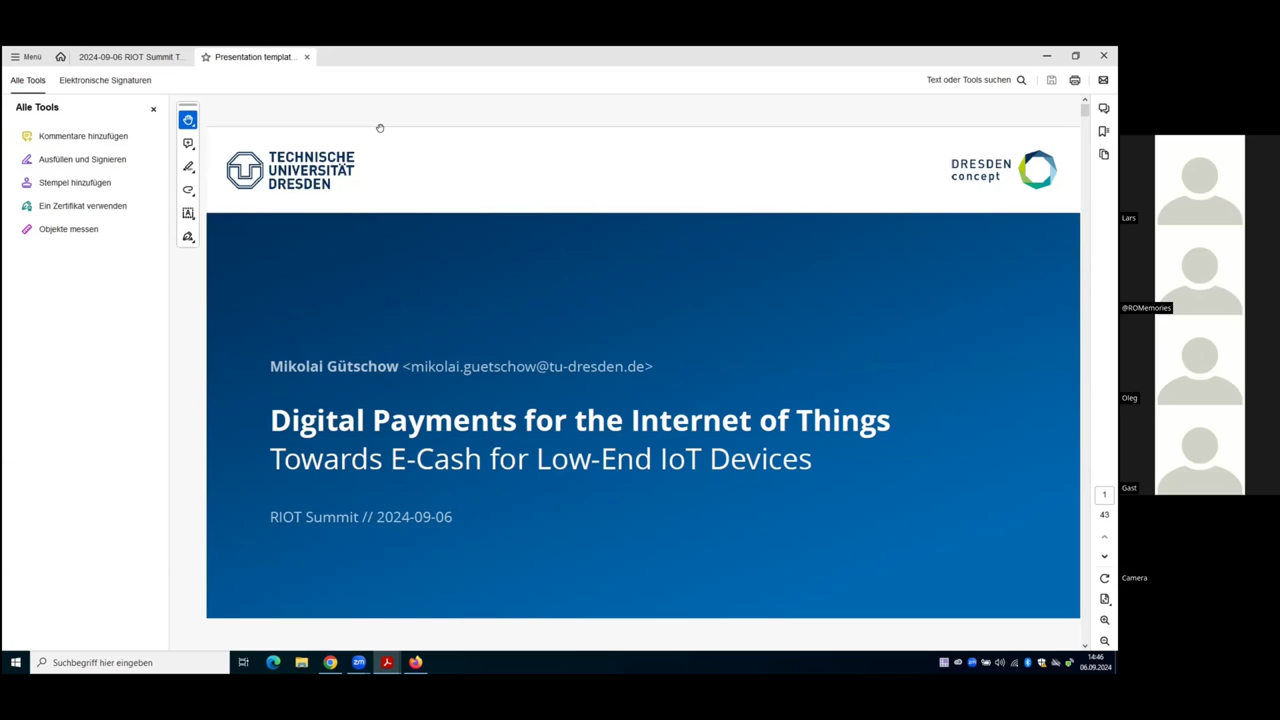 Menü
2024-09-06 RIOT Summit T...
Presentation templat...
Alle Tools
Elektronische Signaturen
Text oder Tools suchen
Alle Tools
Kommentare hinzufügen
Ausfüllen und Signieren
Stempel hinzufügen
Ein Zertifikat verwenden
Objekte messen
TECHNISCHE
UNIVERSITÄT
DRESDEN
DRESDEN
concept
Mikolai Gütschow <mikolai.guetschow@tu-dresden.de>
Digital Payments for the Internet of Things
Towards E-Cash for Low-End IoT Devices
RIOT Summit // 2024-09-06
1
43
Lars
@ROMemories
Oleg
Gast
Camera
Suchbegriff hier eingeben
zm
zm
14:46
06.09.2024